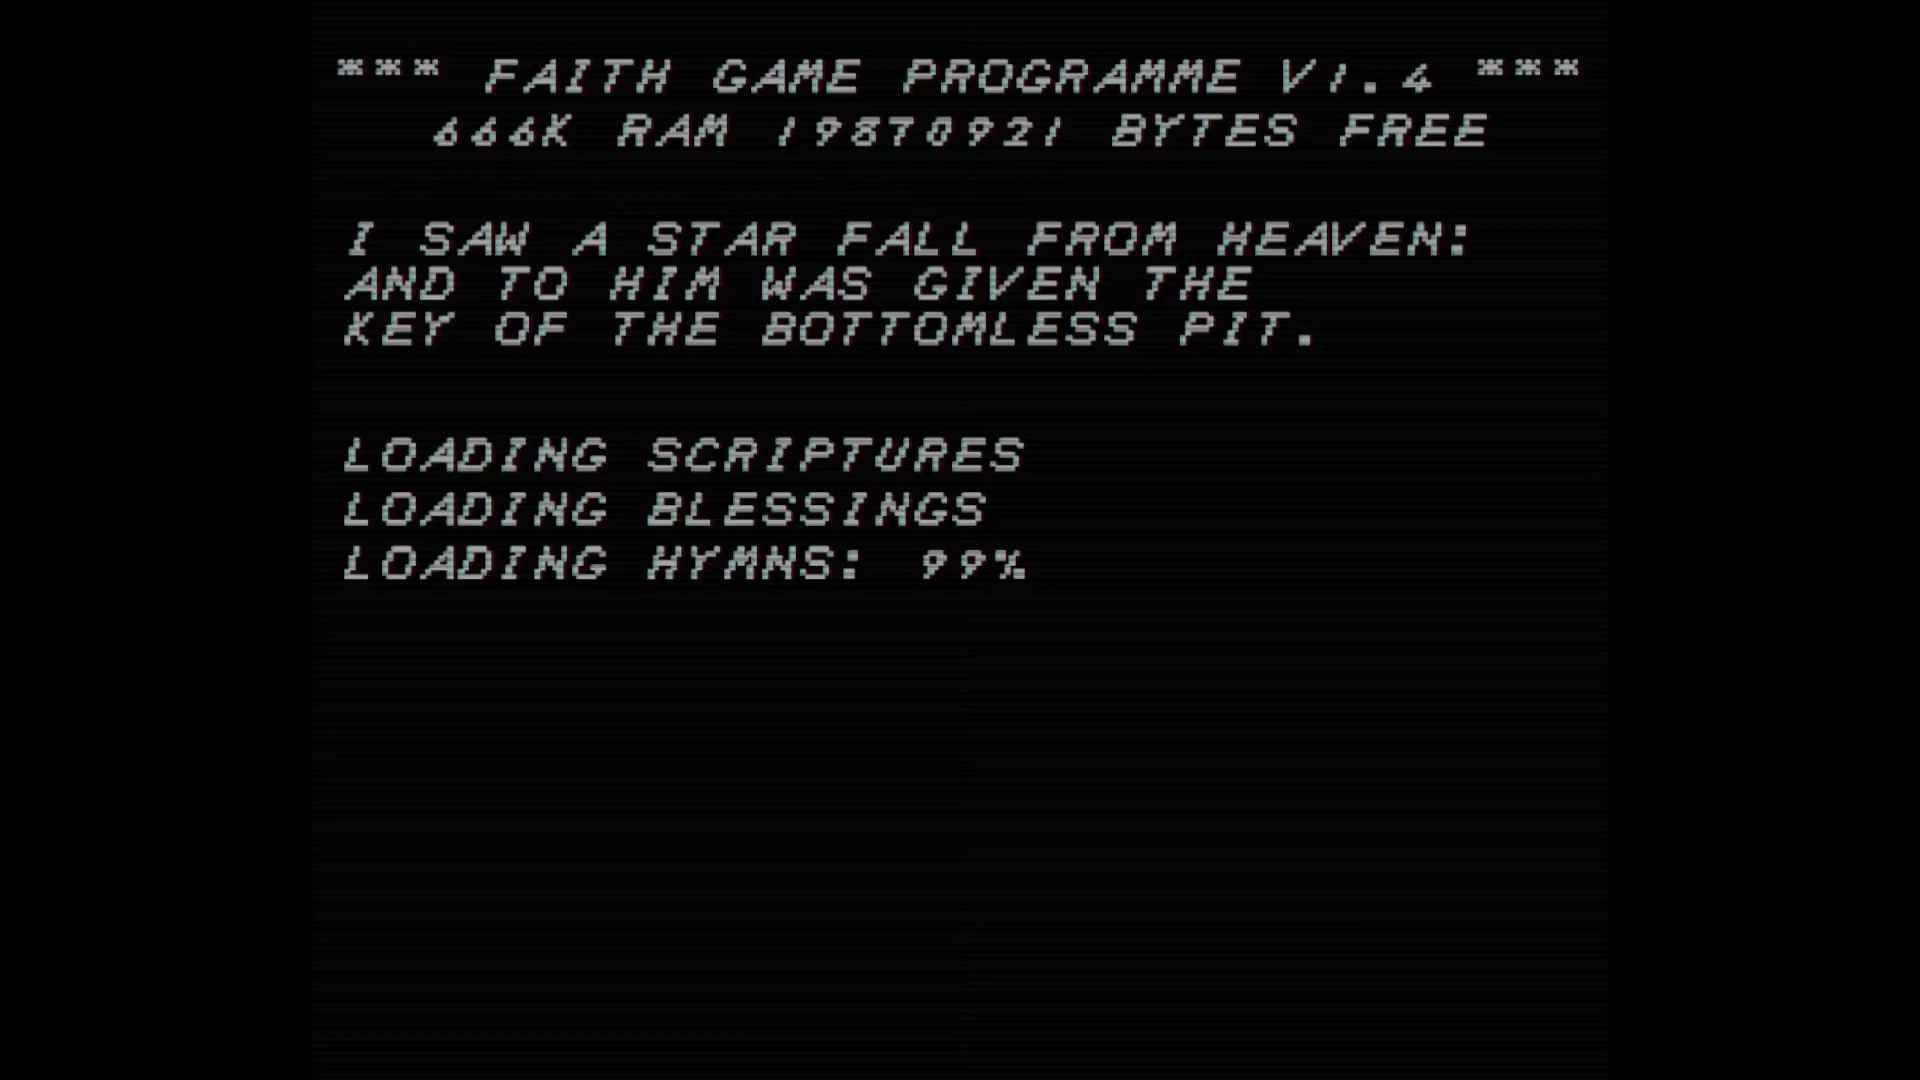 *** FAITH GAME PROGRAMME V1.4 ***
666K RAM 19870921 BYTES FREE
I SAW A STAR FALL FROM HEAVEN:
AND TO HIM WAS GIVEN THE
KEY OF THE BOTTOMLESS PIT.
LOADING SCRIPTURES
LOADING BLESSINGS
LOADING HYMNS: 99%